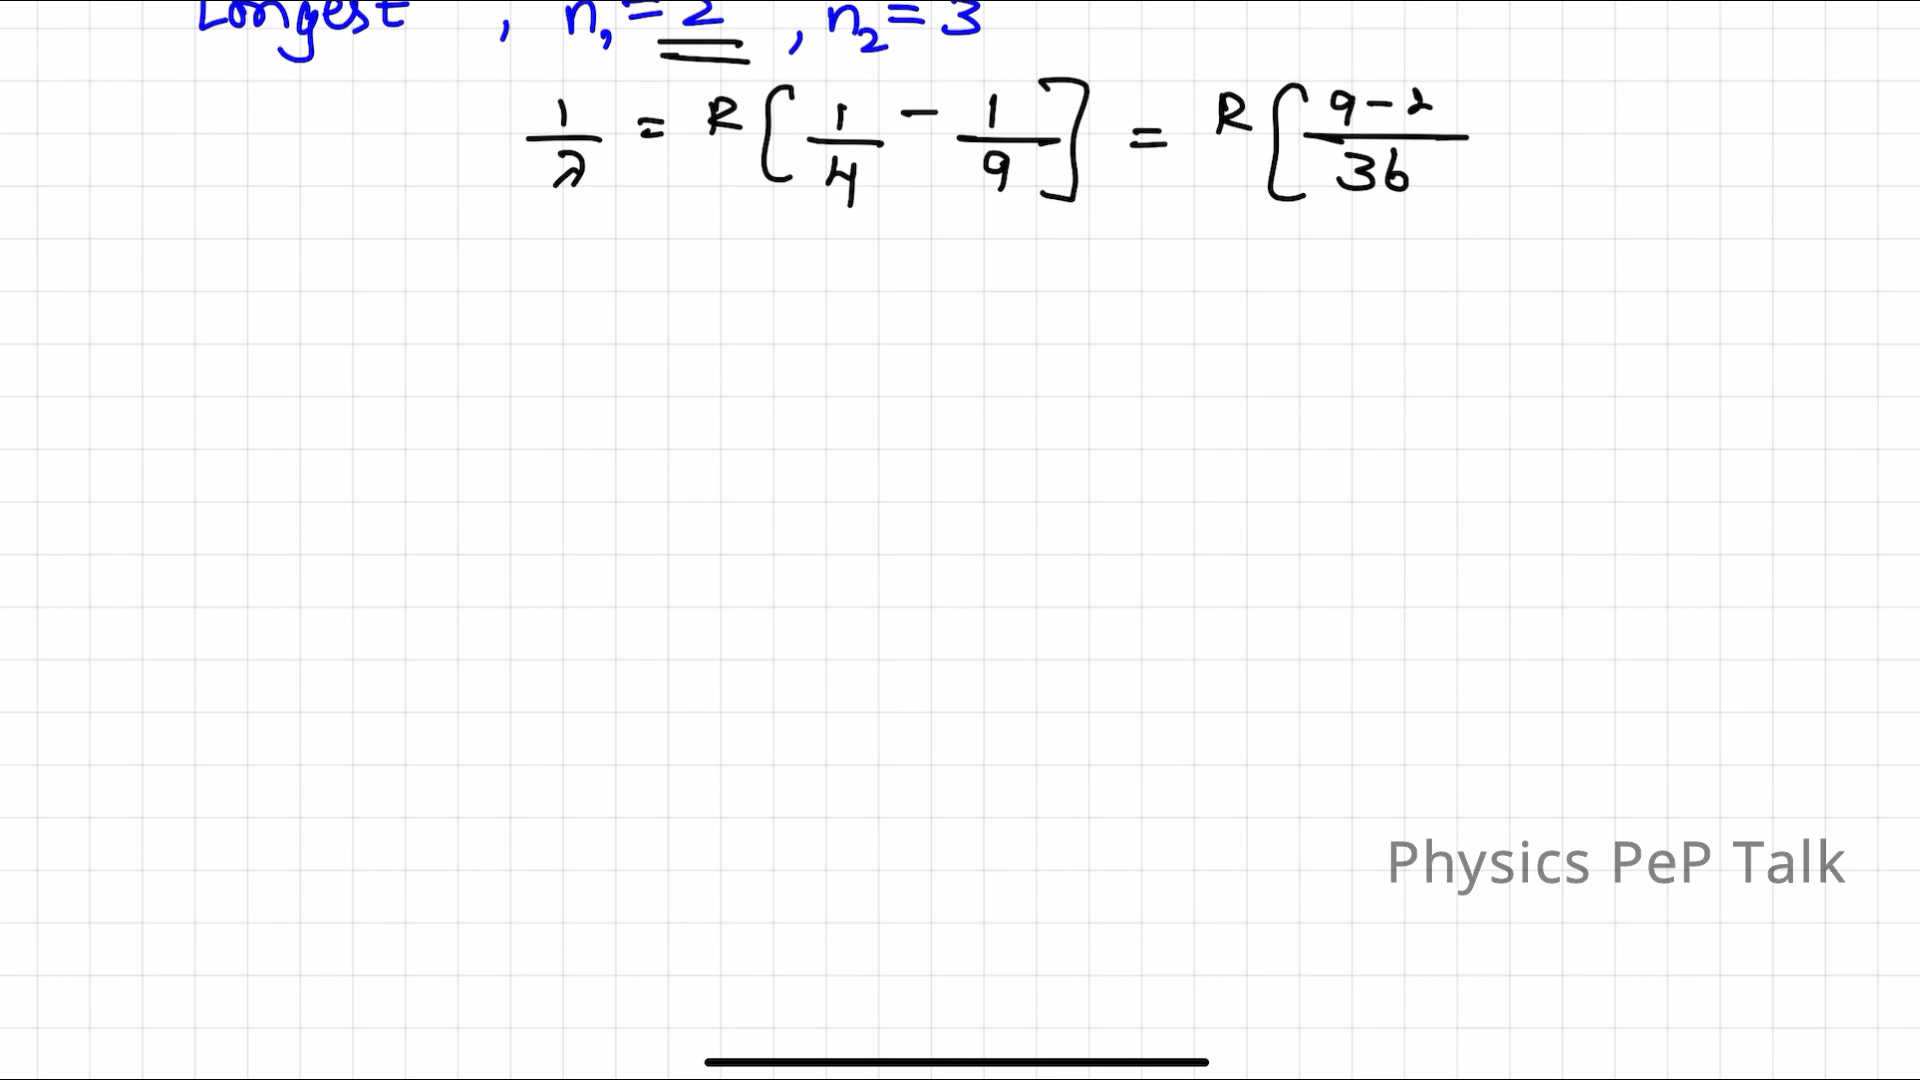 Longest , n₁ = 2 , n₂ = 3
1/λ = R[1/4 - 1/9] = R[9-2/36
Physics PeP Talk